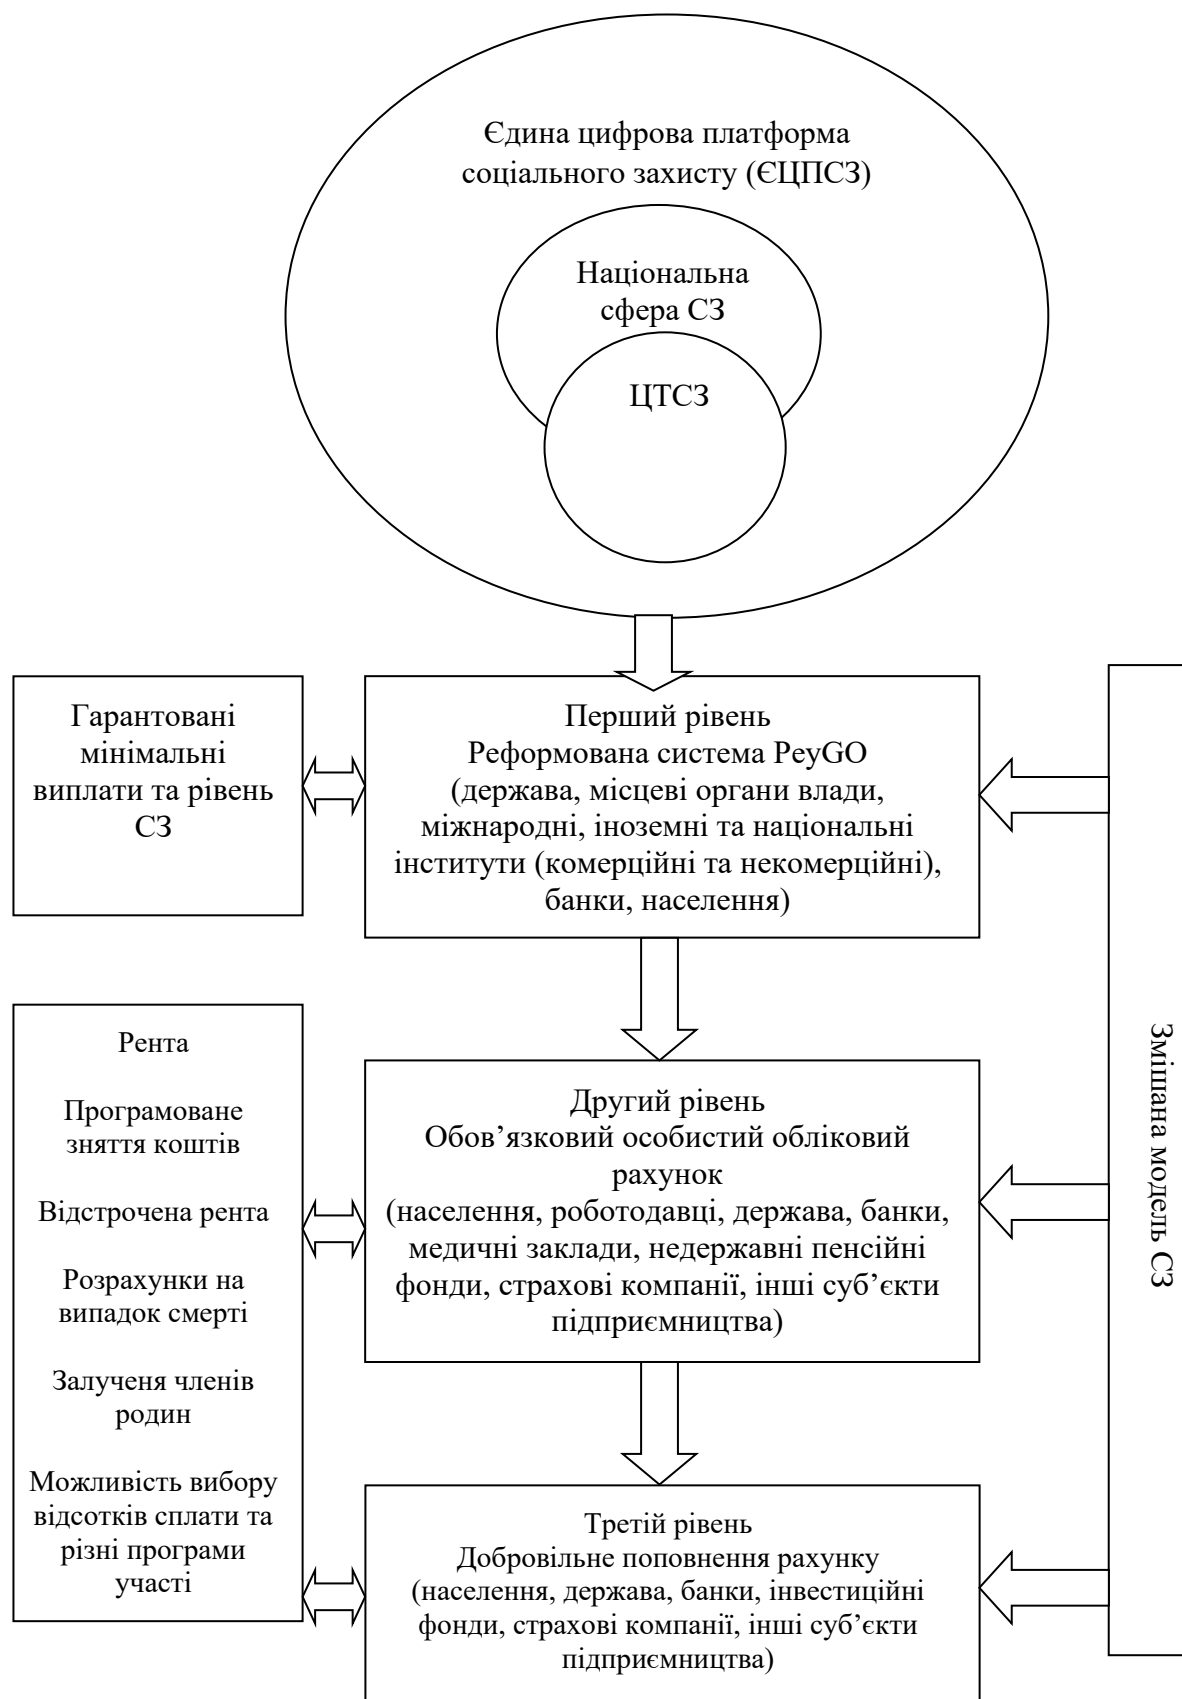 Єдина цифрова платформа
соціального захисту (ЄЦПСЗ)
Національна
сфера СЗ
ЦТСЗ
Гарантовані
мінімальні
виплати та рівень
СЗ
Перший рівень
Реформована система PeyGO
(держава, місцеві органи влади,
міжнародні, іноземні та національні
інститути (комерційні та некомерційні),
банки, населення)
Рента
Програмоване
зняття коштів
Відстрочена рента
Розрахунки на
випадок смерті
Залученя членів
родин
Можливість вибору
відсотків сплати та
різні програми
участі
Другий рівень
Обов’язковий особистий обліковий
рахунок
(населення, роботодавці, держава, банки,
медичні заклади, недержавні пенсійні
фонди, страхові компанії, інші суб’єкти
підприємництва)
Третій рівень
Добровільне поповнення рахунку
(населення, держава, банки, інвестиційні
фонди, страхові компанії, інші суб’єкти
підприємництва)
Змішана модель СЗ